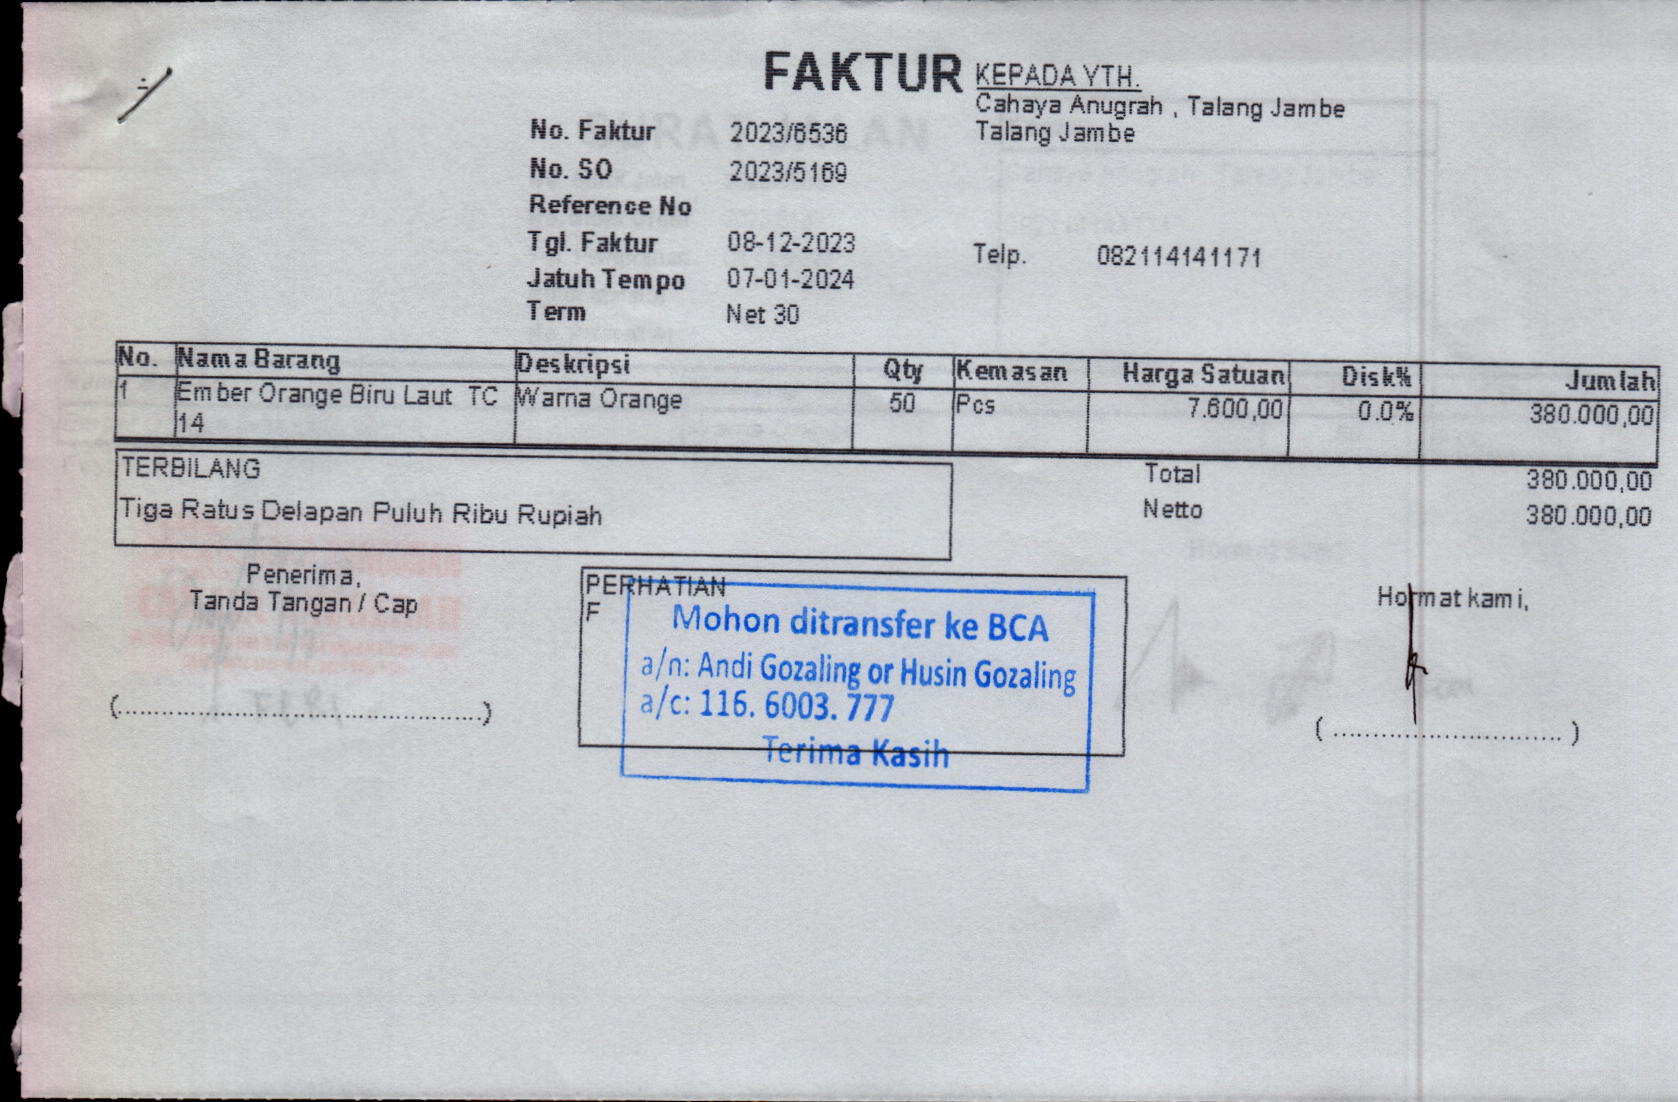 FAKTUR
KEPADA YTH.
Cahaya Anugrah , Talang Jambe
Talang Jambe
No. Faktur 2023/6536
No. SO 2023/5169
Reference No
Tgl. Faktur 08-12-2023
Telp. 082114141171
Jatuh Tempo 07-01-2024
Term Net 30
No. Nama Barang Deskripsi Qty Kemasan Harga Satuan Disk% Jumlah
1 Ember Orange Biru Laut TC Warna Orange 50 Pcs 7.600,00 0.0% 380.000,00
14
TERBILANG
Tiga Ratus Delapan Puluh Ribu Rupiah
Total 380.000,00
Netto 380.000,00
Penerima,
Tanda Tangan / Cap
(................................................)
PERHATIAN
F
Mohon ditransfer ke BCA
a/n: Andi Gozaling or Husin Gozaling
a/c: 116. 6003. 777
Terima Kasih
Hormat kami,
( .............................. )